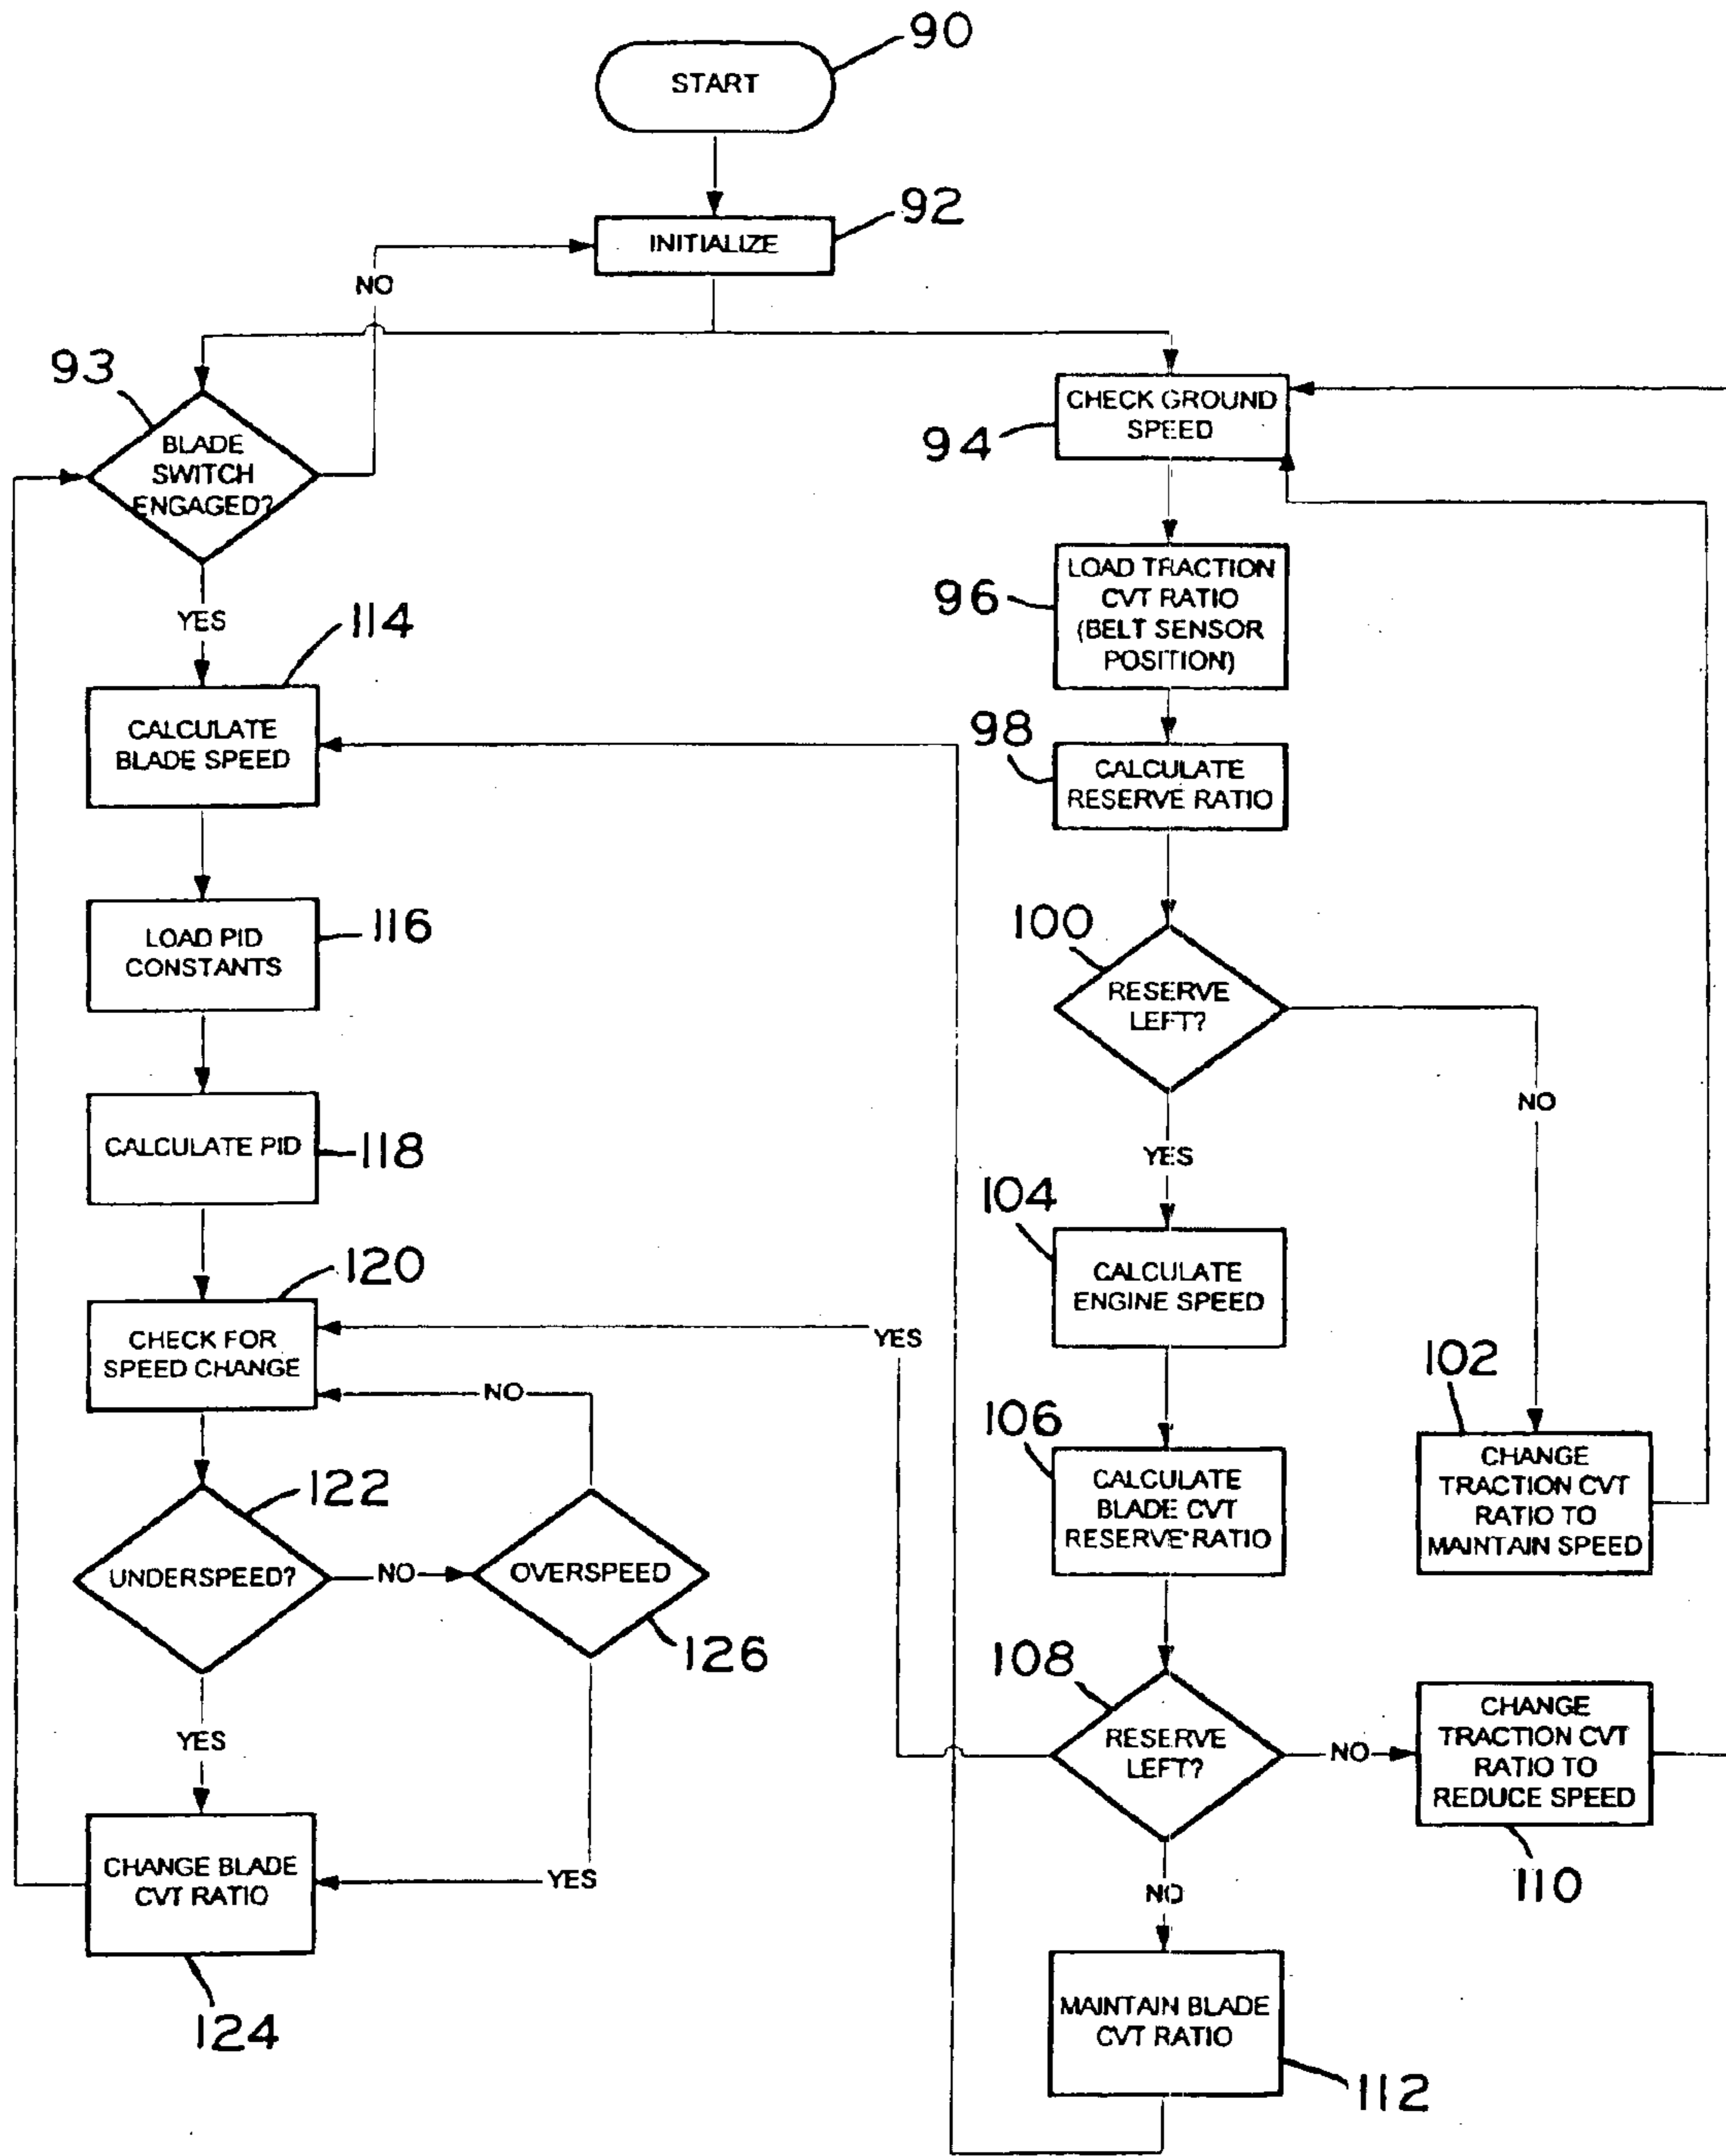 90
START
92
INITIALIZE
NO
93
BLADE
SWITCH
ENGAGED?
CHECK GROUND
SPEED
94
YES
LOAD TRACTION
CVT RATIO
(BELT SENSOR
POSITION)
96
114
CALCULATE
BLADE SPEED
98
CALCULATE
RESERVE RATIO
LOAD PID
CONSTANTS
116
100
RESERVE
LEFT?
NO
CALCULATE PID
118
YES
104
CALCULATE
ENGINE SPEED
120
CHECK FOR
SPEED CHANGE
YES
NO
102
CHANGE
TRACTION CVT
RATIO TO
MAINTAIN SPEED
106
CALCULATE
BLADE CVT
RESERVE RATIO
122
UNDERSPEED?
NO
OVERSPEED
126
108
RESERVE
LEFT?
NO
CHANGE
TRACTION CVT
RATIO TO
REDUCE SPEED
110
YES
CHANGE BLADE
CVT RATIO
YES
124
NO
MAINTAIN BLADE
CVT RATIO
112